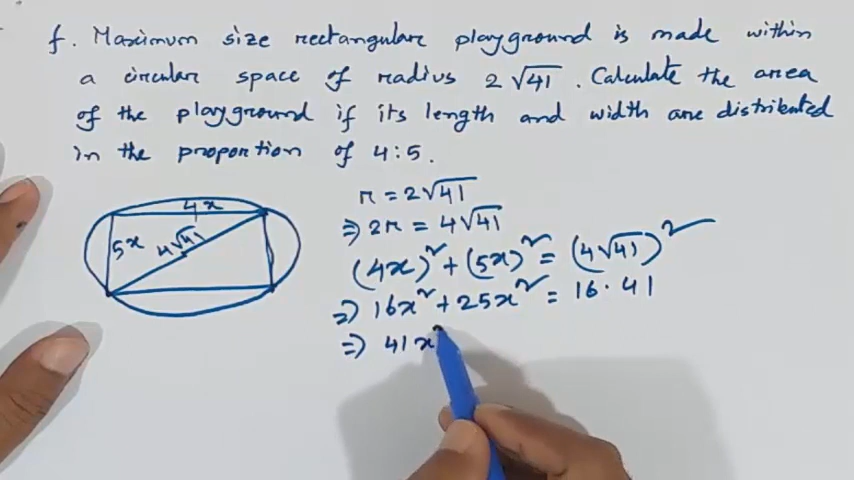 f. Maximum size rectangular playground is made within
a circular space of radius 2√41. Calculate the area
of the playground if its length and width are distributed
in the proportion of 4:5.
4x
5x
4√41
r = 2√41
⇒ 2r = 4√41
(4x)² + (5x)² = (4√41)²
⇒ 16x² + 25x² = 16·41
⇒ 41x